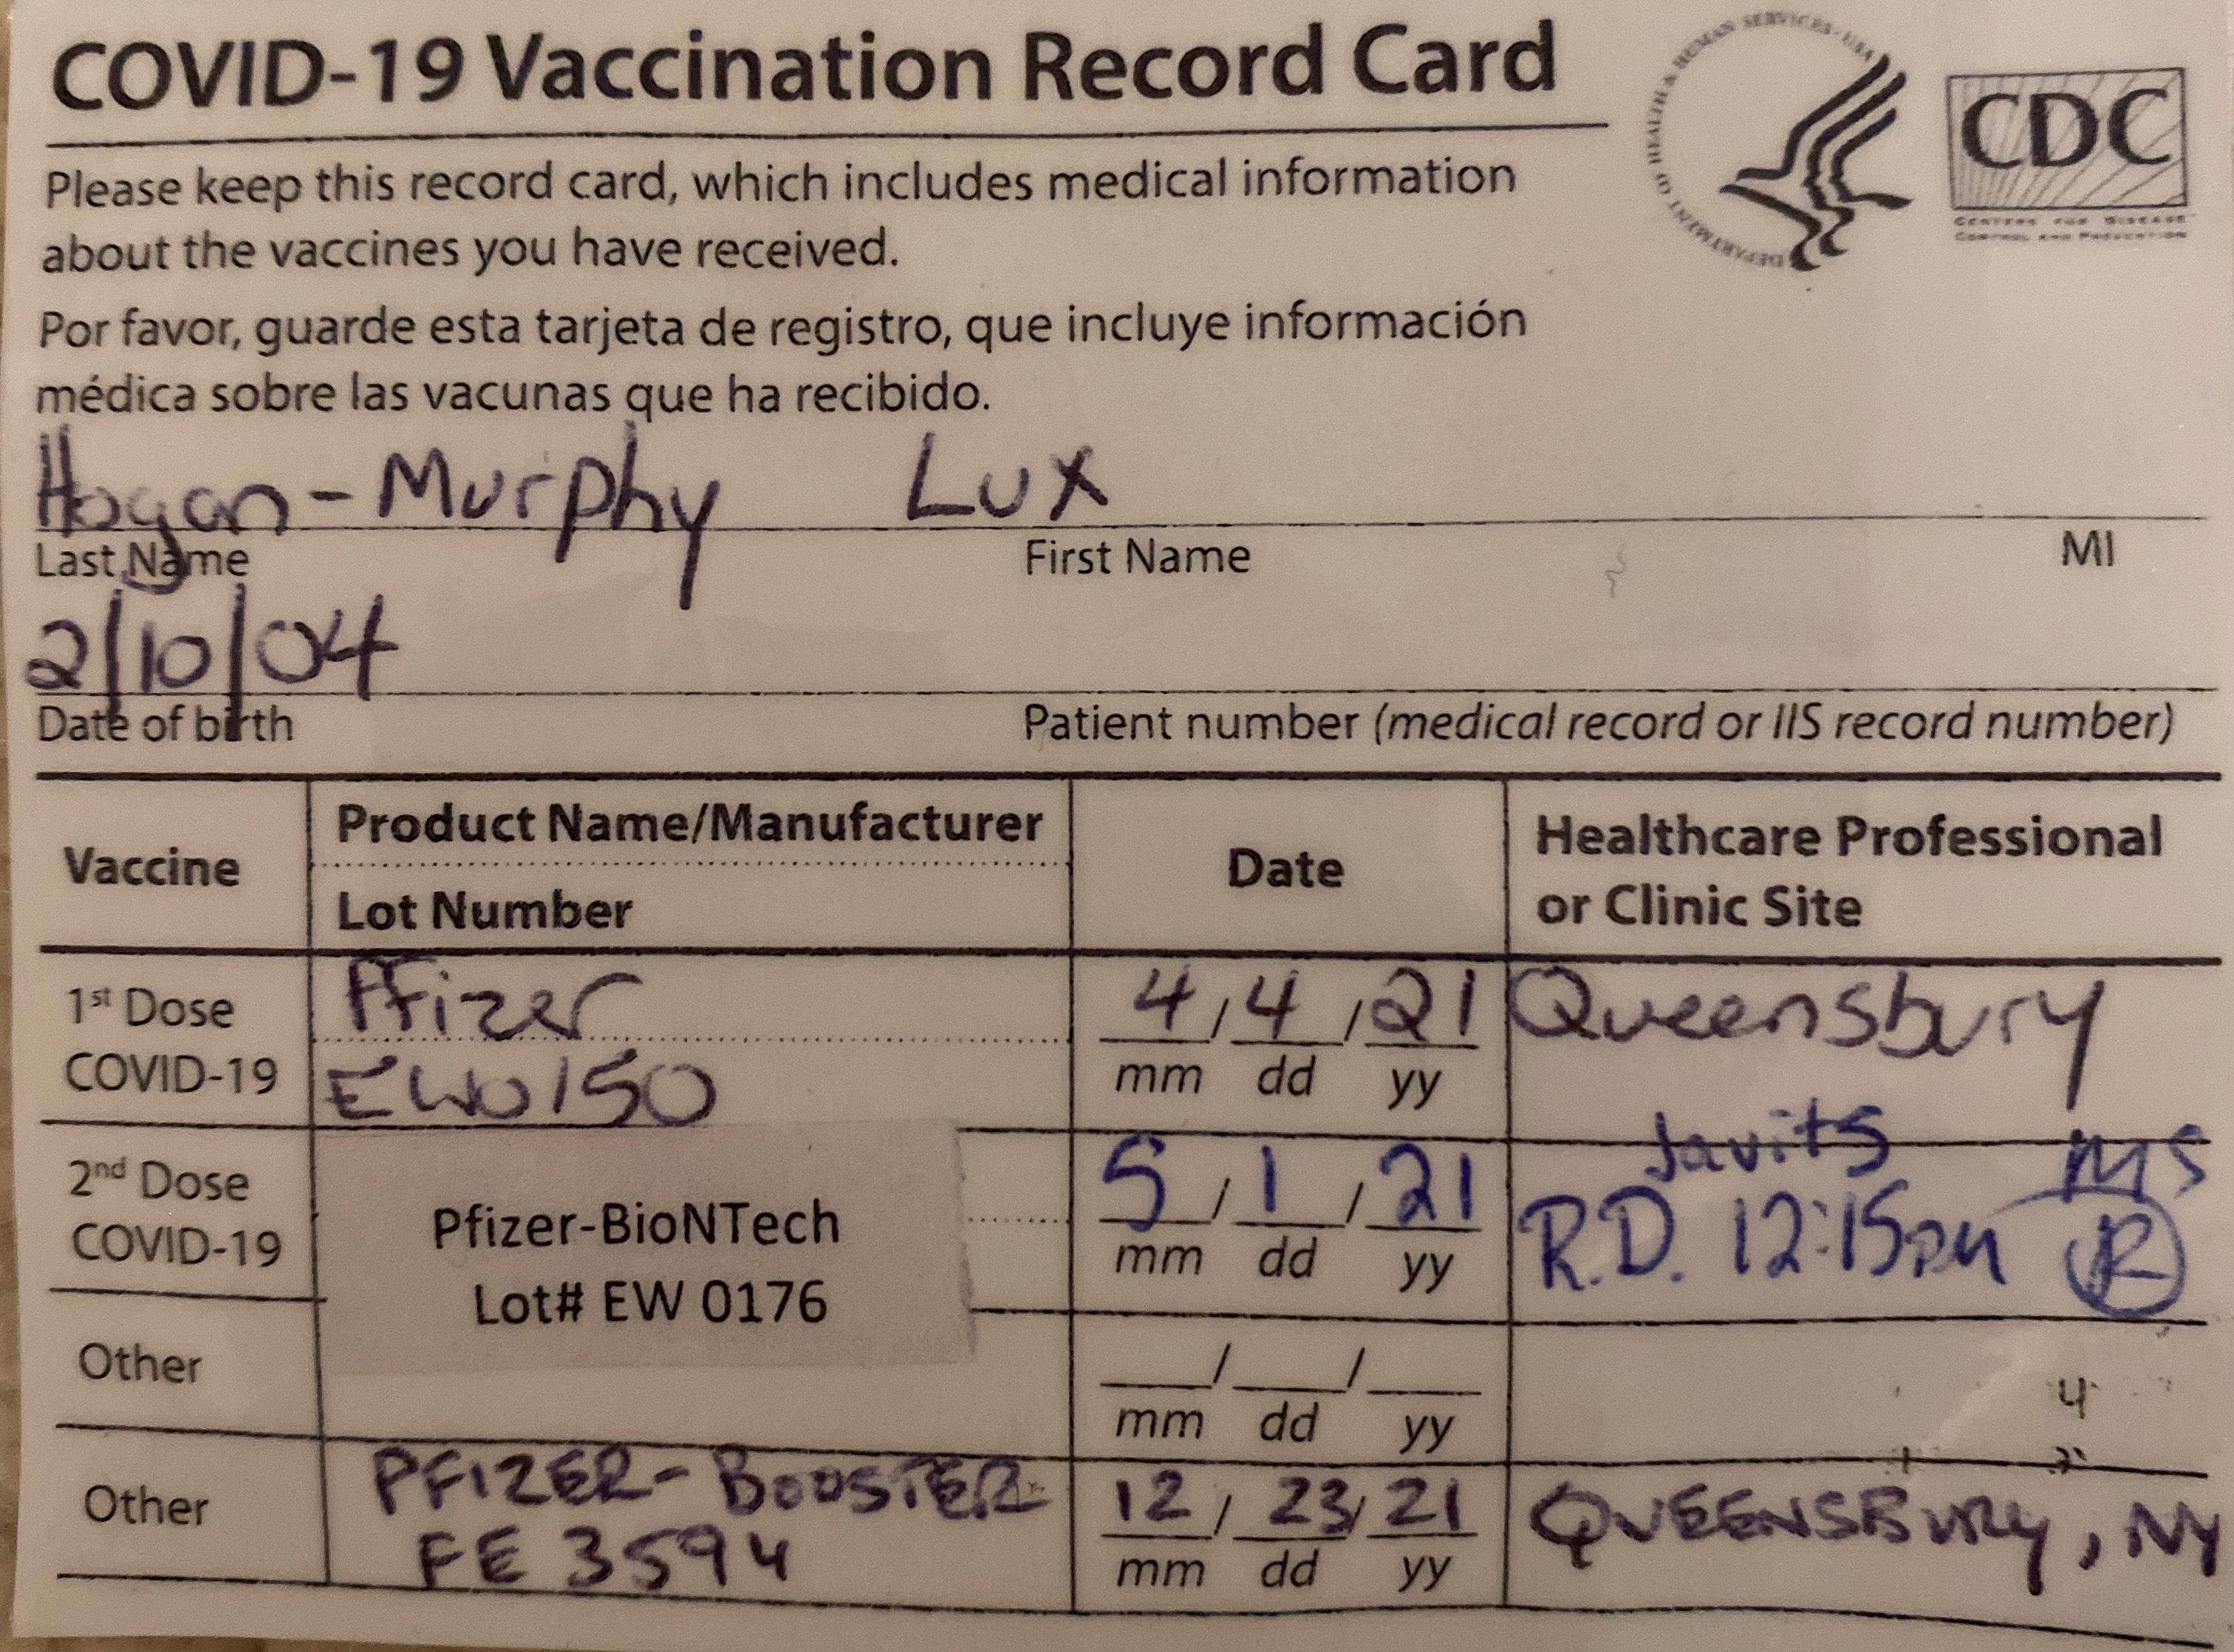 COVID-19 Vaccination Record Card
DEPARTMENT OF HEALTH & HUMAN SERVICES · USA
CDC
CENTERS FOR DISEASE
CONTROL AND PREVENTION
Please keep this record card, which includes medical information
about the vaccines you have received.
Por favor, guarde esta tarjeta de registro, que incluye información
médica sobre las vacunas que ha recibido.
Hogan-Murphy Lux
Last Name First Name MI
2/10/04
Date of birth Patient number (medical record or IIS record number)
Vaccine
Product Name/Manufacturer
Lot Number
Date
Healthcare Professional
or Clinic Site
1st Dose
COVID-19
Pfizer
EW0150
4/4/21
mm dd yy
Queensbury
2nd Dose
COVID-19
Pfizer-BioNTech
Lot# EW 0176
5/1/21
mm dd yy
Javits MS
R.D. 12:15pm R
Other
__/__/__
mm dd yy
Other
PFIZER-BOOSTER
FE 3594
12/23/21
mm dd yy
QUEENSBURY, NY